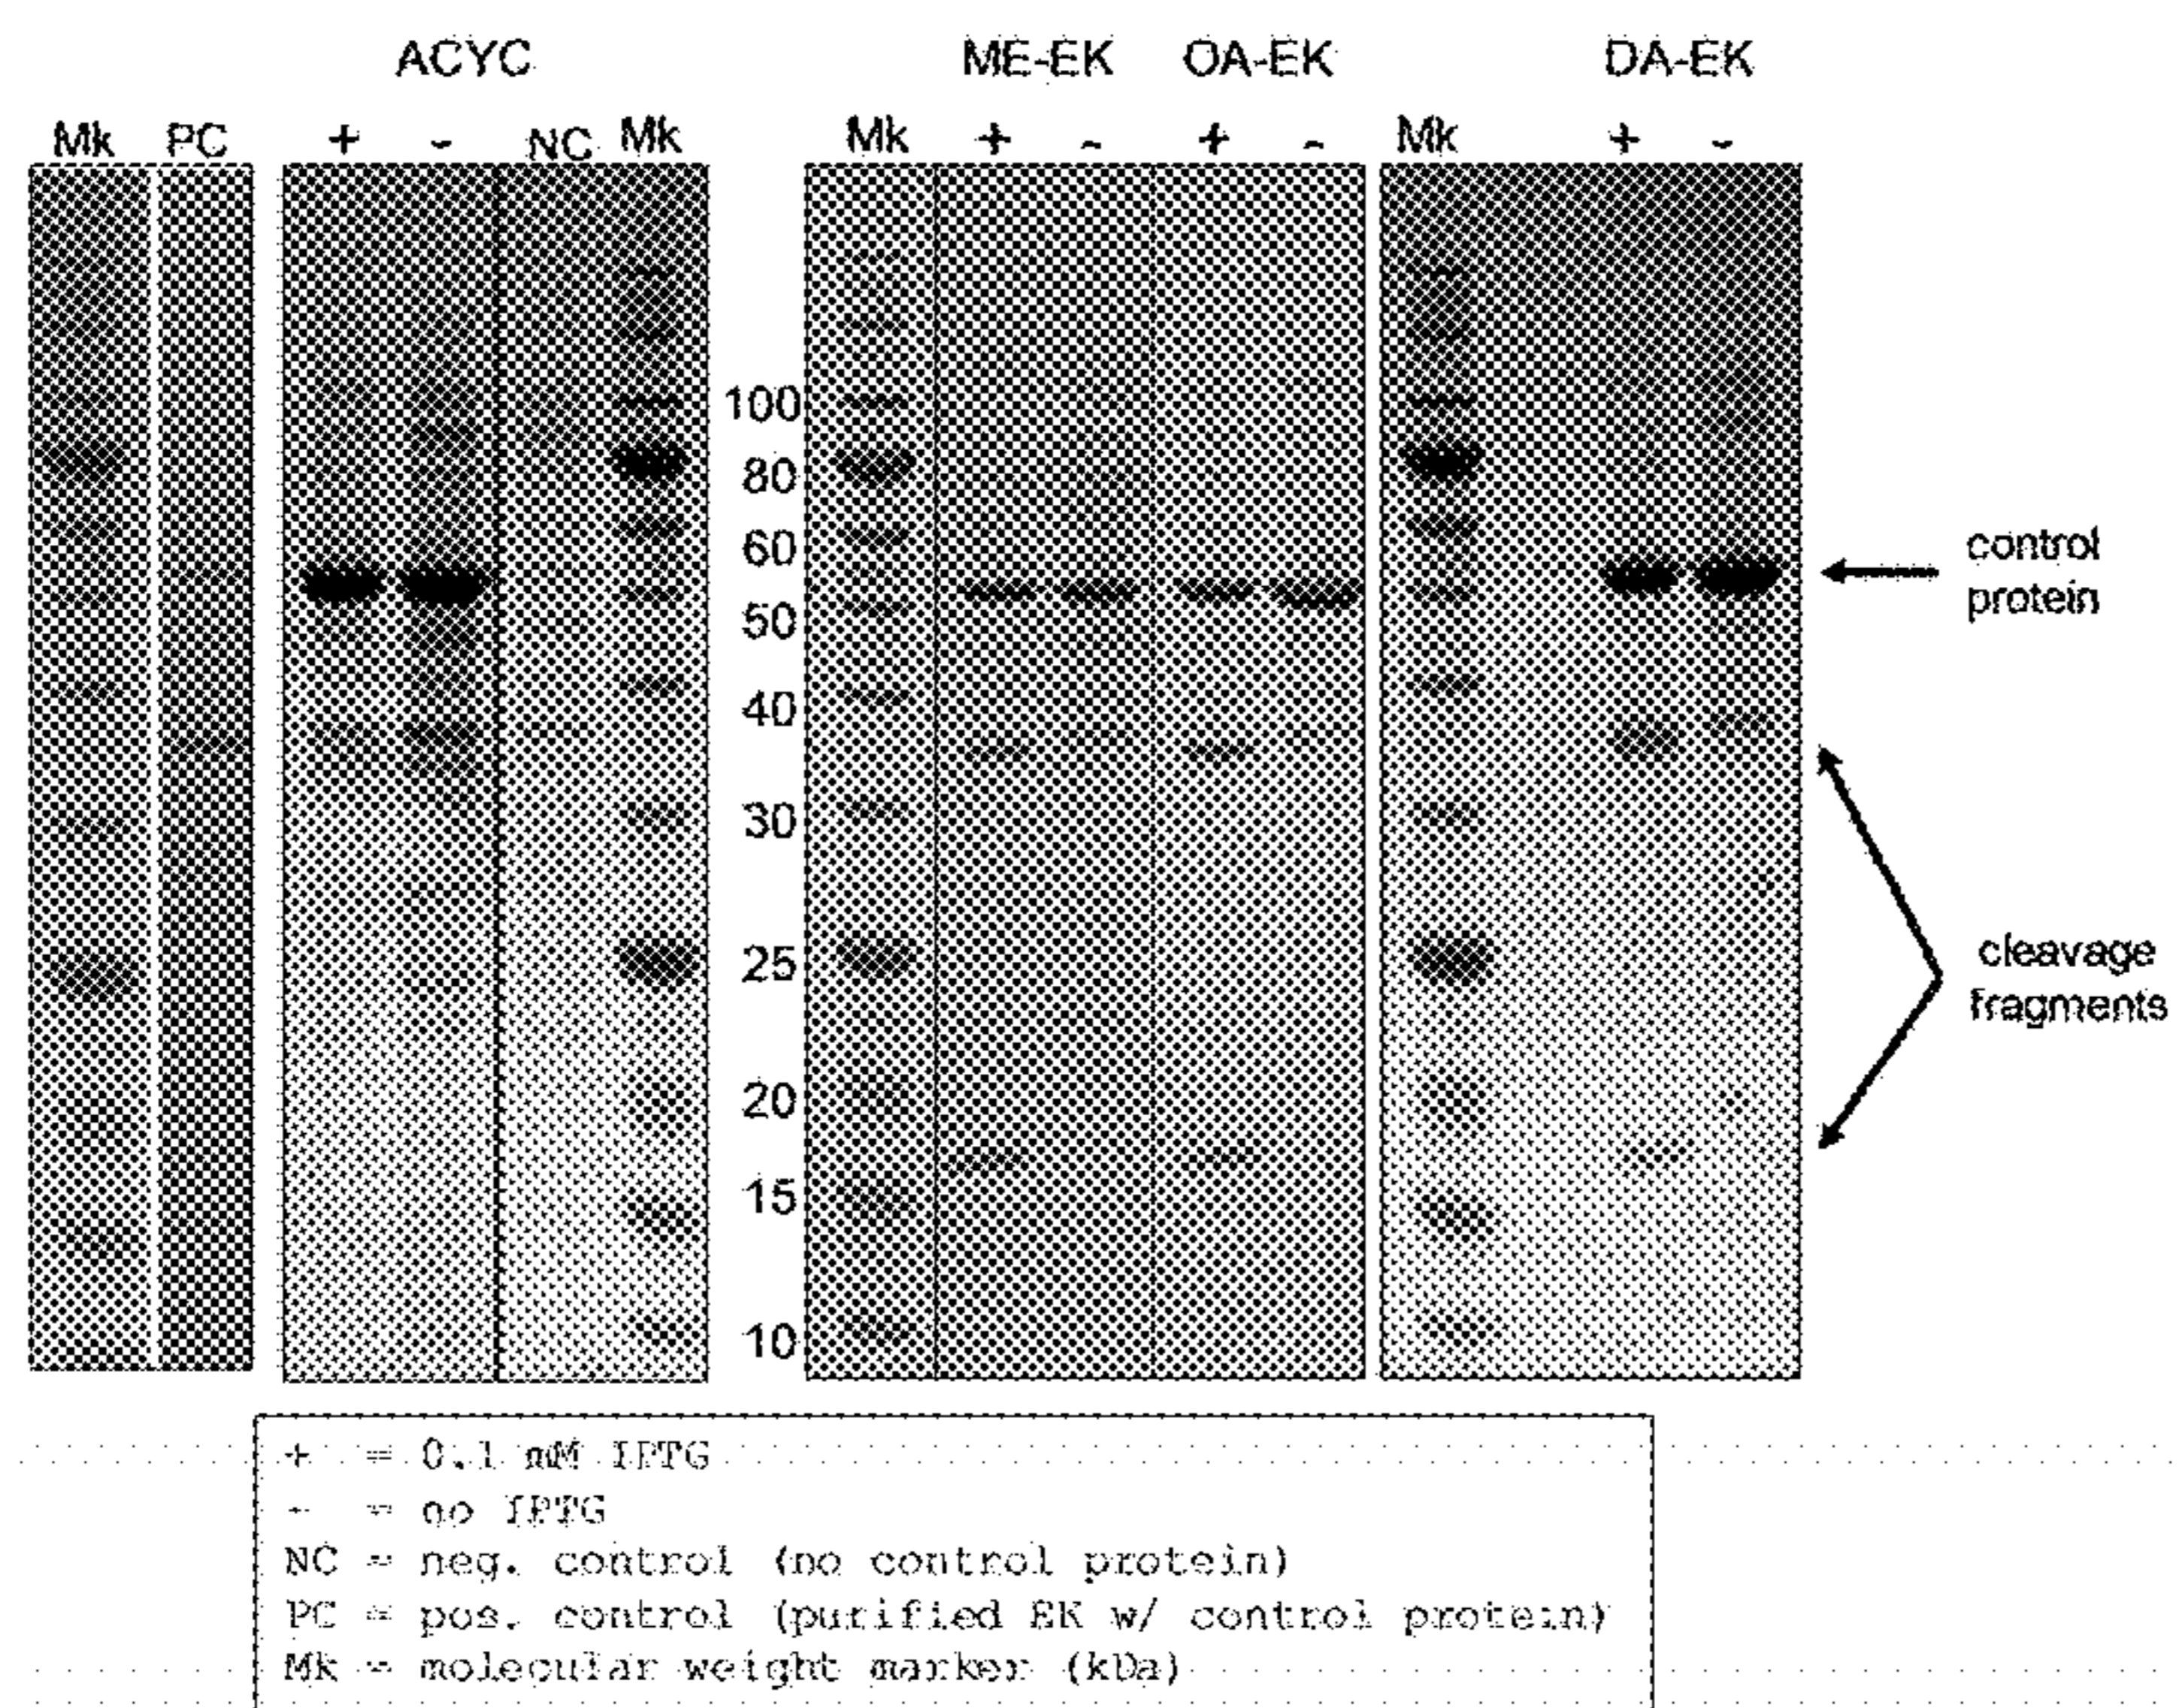 ACYC ME-EK OA-EK DA-EK
Mk PC + - NC Mk Mk + - + - Mk + -
100
80
60
50
40
30
25
20
15
10
control
protein
cleavage
fragments
+ = 0.1 mM IPTG
- = no IPTG
NC = neg. control (no control protein)
PC = pos. control (purified EK w/ control protein)
Mk = molecular weight marker (kDa)